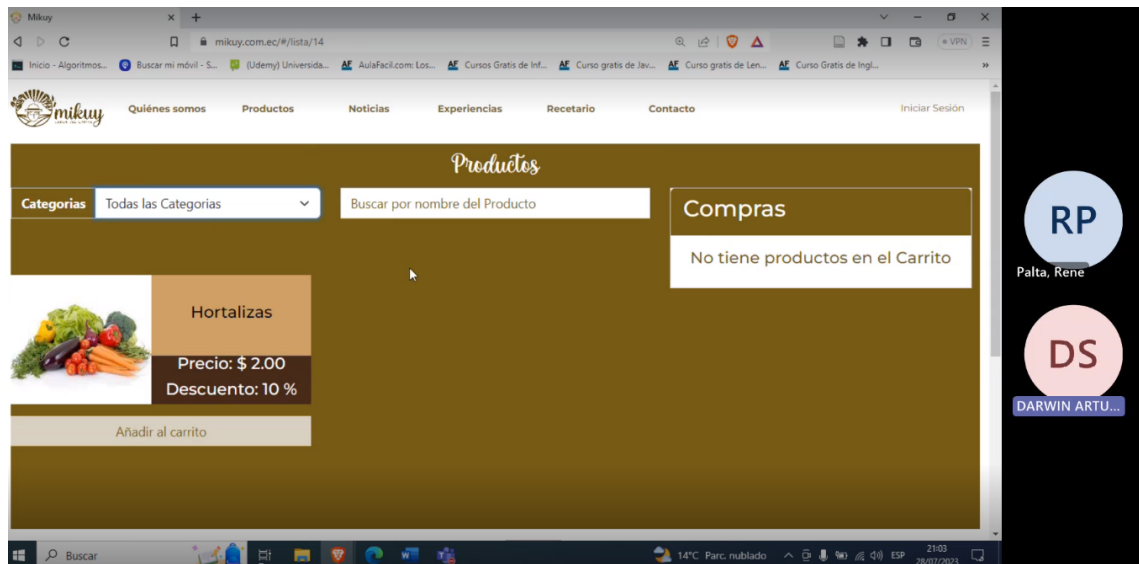 Mikuy
mikuy.com.ec/#/lista/14
VPN
Inicio - Algoritmos...
Buscar mi móvil - S...
(Udemy) Universida...
AulaFacil.com: Los...
Cursos Gratis de Inf...
Curso gratis de Jav...
Curso gratis de Len...
Curso Gratis de Ingl...
mikuy
Quiénes somos
Productos
Noticias
Experiencias
Recetario
Contacto
Iniciar Sesión
Productos
Categorias
Todas las Categorias
Buscar por nombre del Producto
Compras
No tiene productos en el Carrito
Hortalizas
Precio: $ 2.00
Descuento: 10 %
Añadir al carrito
RP
Palta, Rene
DS
DARWIN ARTU...
Buscar
14°C Parc. nublado
ESP
21:03
28/07/2023